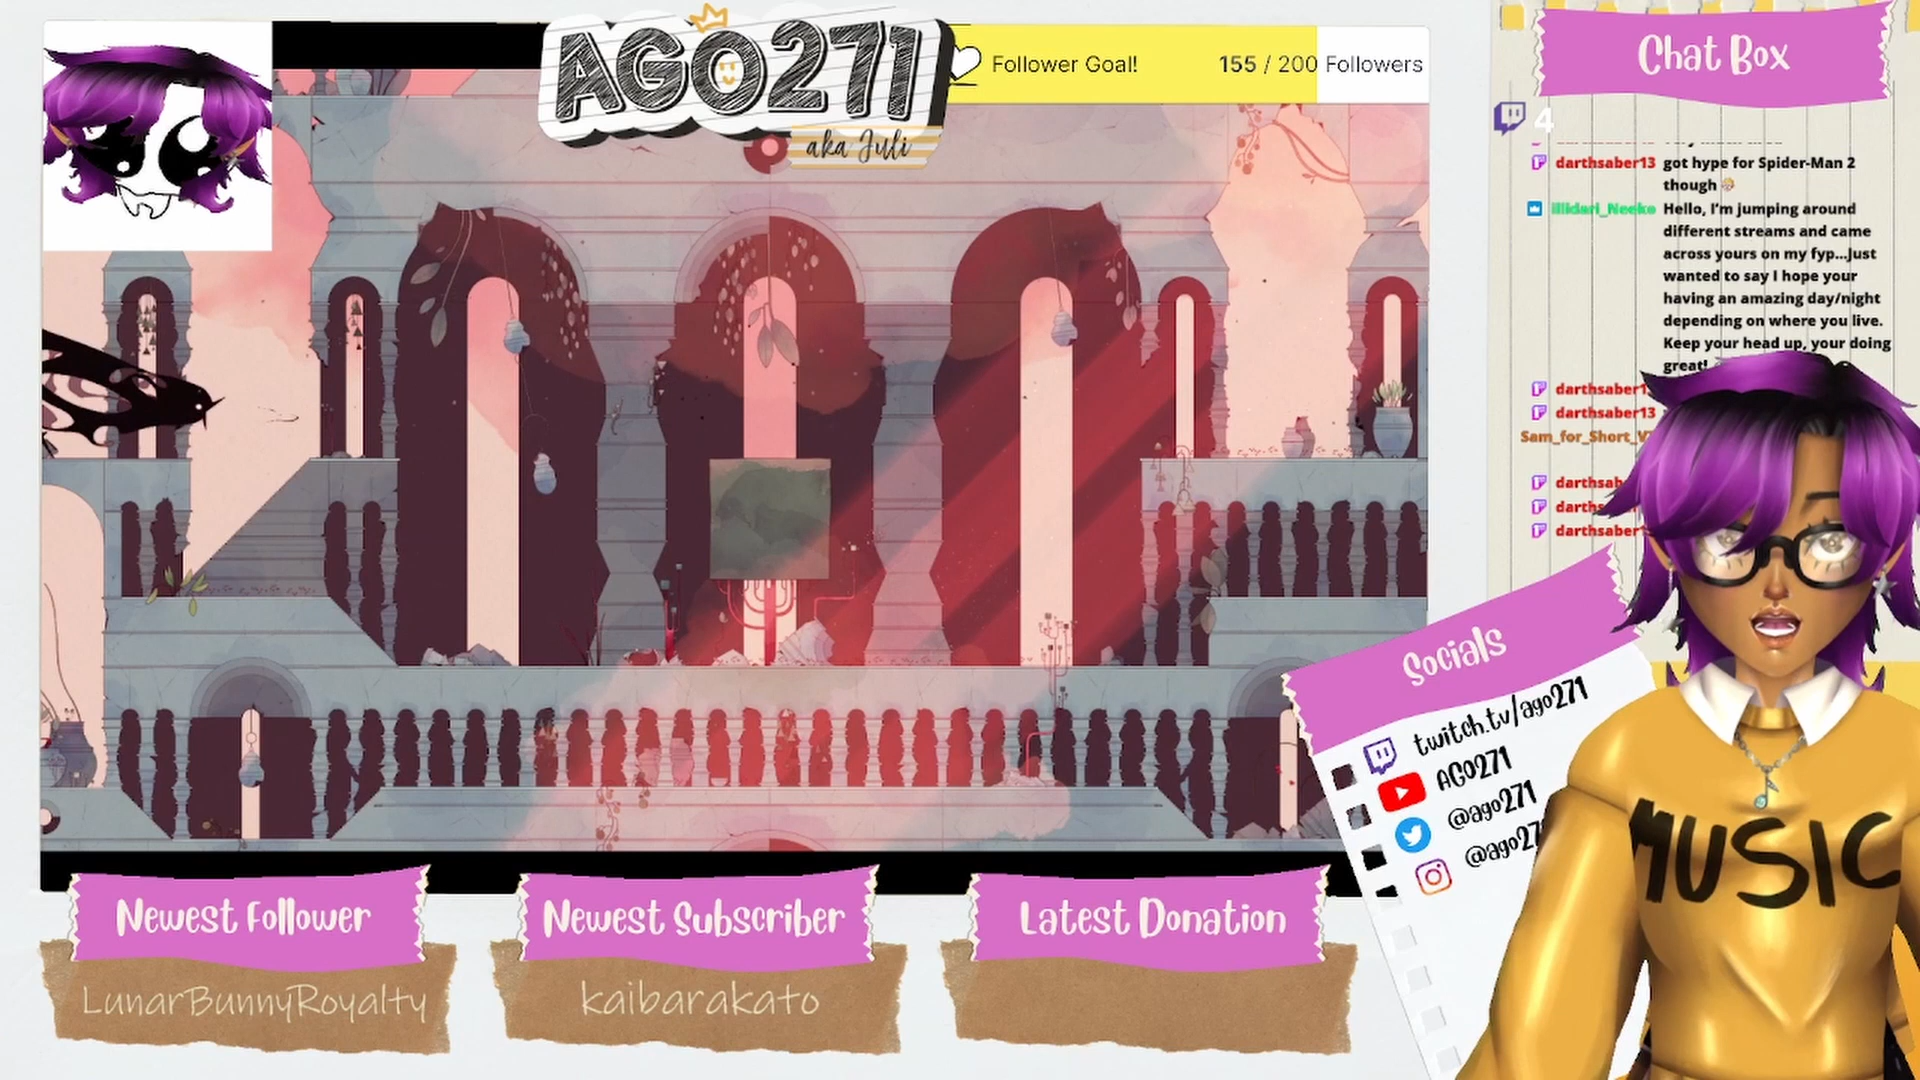 AGO271
aka Juli
Follower Goal!
155 / 200 Followers
Chat Box
4
darthsaber13 got hype for Spider-Man 2
though
Hello, I'm jumping around
different streams and came
across yours on my fyp...Just
wanted to say I hope your
having an amazing day/night
depending on where you live.
Keep your head up, your doing
great!
darthsaber13
Socials
twitch.tv/ago271
AGO271
@ago271
MUSIC
Newest Follower
LunarBunnyRoyalty
Newest Subscriber
kaibarakato
Latest Donation